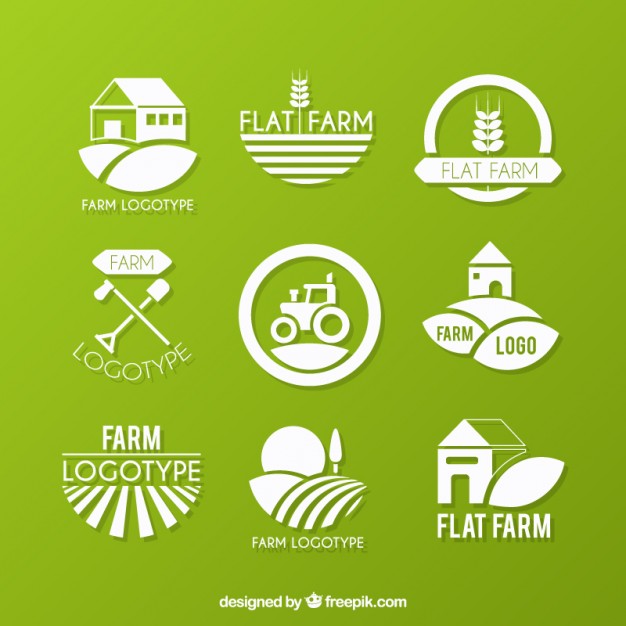 FARM LOGOTYPE
FLAT FARM
FLAT FARM
FARM
LOGOTYPE
FARM
LOGO
FARM
LOGOTYPE
FARM LOGOTYPE
FLAT FARM
designed by freepik.com